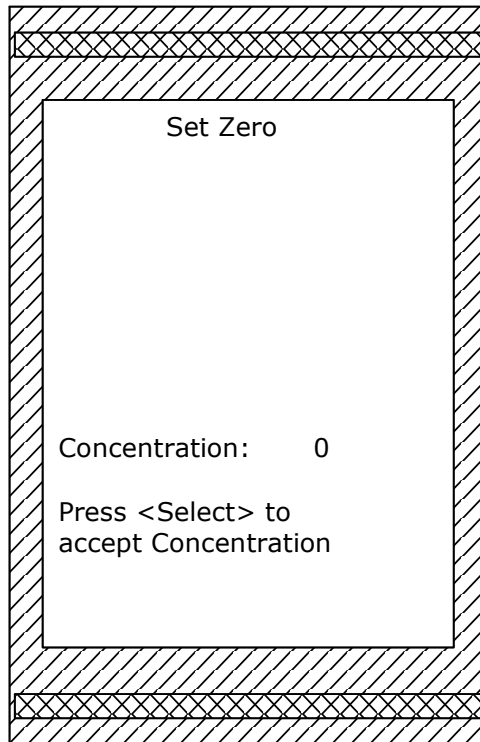 Set Zero
Concentration: 0
Press <Select> to
accept Concentration